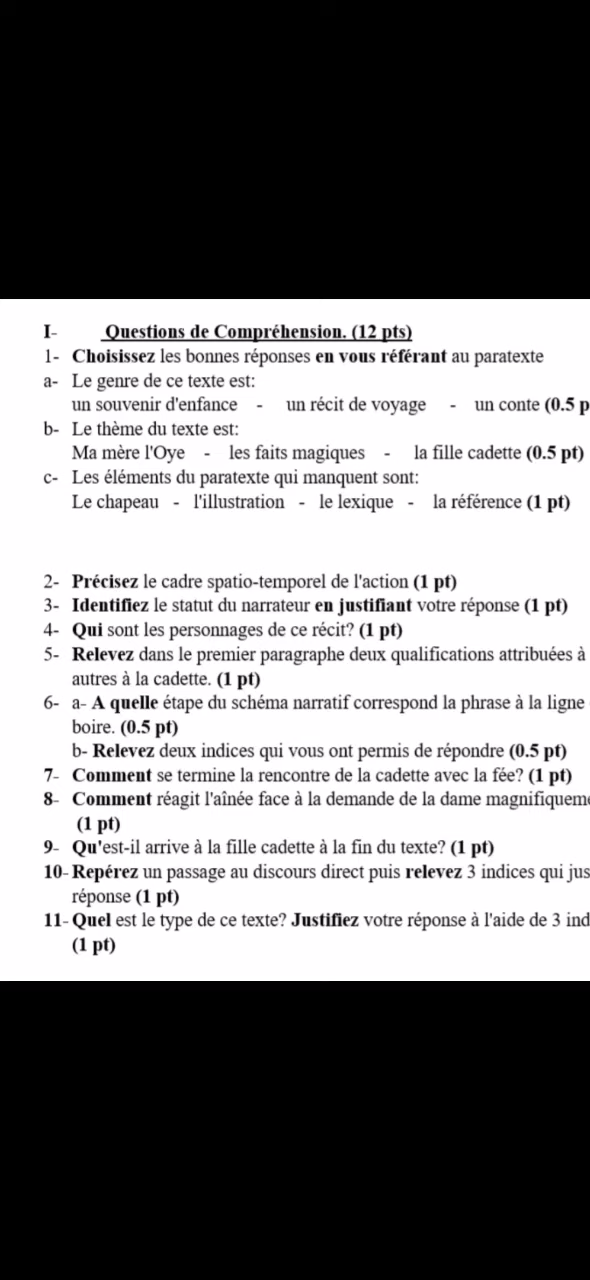 I- Questions de Compréhension. (12 pts)
1- Choisissez les bonnes réponses en vous référant au paratexte
a- Le genre de ce texte est:
un souvenir d'enfance - un récit de voyage - un conte (0.5 p
b- Le thème du texte est:
Ma mère l'Oye - les faits magiques - la fille cadette (0.5 pt)
c- Les éléments du paratexte qui manquent sont:
Le chapeau - l'illustration - le lexique - la référence (1 pt)
2- Précisez le cadre spatio-temporel de l'action (1 pt)
3- Identifiez le statut du narrateur en justifiant votre réponse (1 pt)
4- Qui sont les personnages de ce récit? (1 pt)
5- Relevez dans le premier paragraphe deux qualifications attribuées à
autres à la cadette. (1 pt)
6- a- A quelle étape du schéma narratif correspond la phrase à la ligne
boire. (0.5 pt)
b- Relevez deux indices qui vous ont permis de répondre (0.5 pt)
7- Comment se termine la rencontre de la cadette avec la fée? (1 pt)
8- Comment réagit l'aînée face à la demande de la dame magnifiqueme
(1 pt)
9- Qu'est-il arrive à la fille cadette à la fin du texte? (1 pt)
10- Repérez un passage au discours direct puis relevez 3 indices qui jus
réponse (1 pt)
11- Quel est le type de ce texte? Justifiez votre réponse à l'aide de 3 ind
(1 pt)